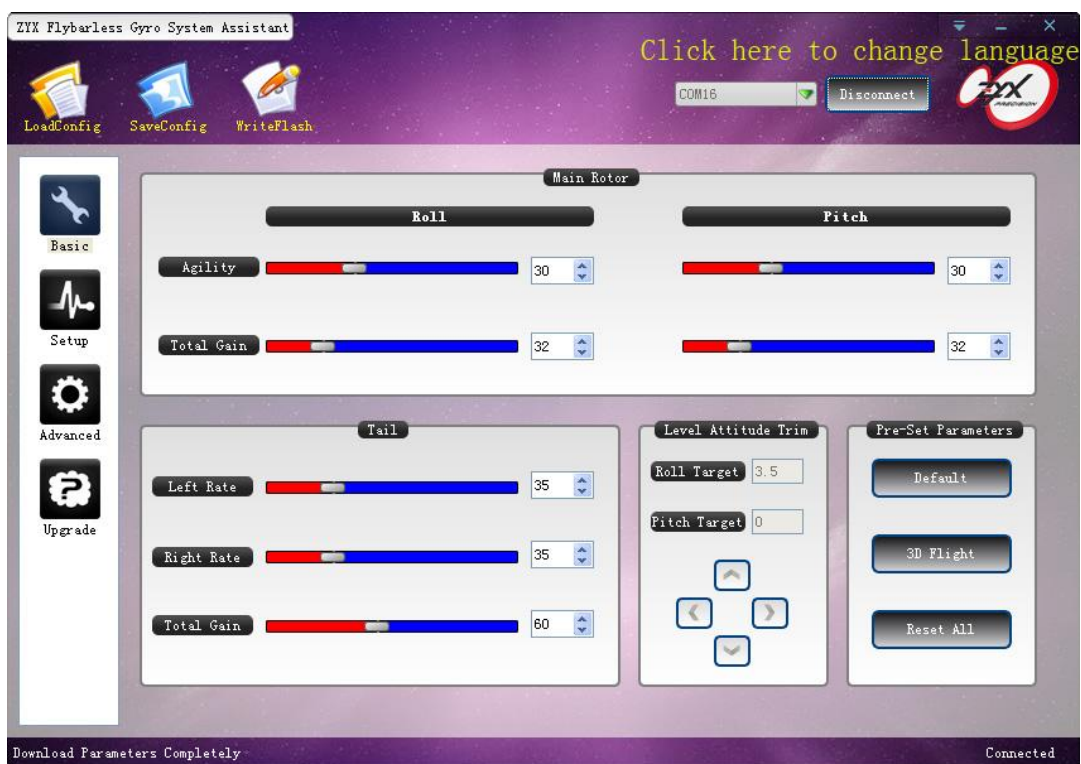 ZYX Flybarless Gyro System Assistant
Click here to change language
COM16
Disconnect
ZYX
PRECISION
LoadConfig
SaveConfig
WriteFlash
Basic
Setup
Advanced
Upgrade
Main Rotor
Roll
Pitch
Agility
30
30
Total Gain
32
32
Tail
Left Rate
35
Right Rate
35
Total Gain
60
Level Attitude Trim
Roll Target
3.5
Pitch Target
0
Pre-Set Parameters
Default
3D Flight
Reset All
Download Parameters Completely
Connected